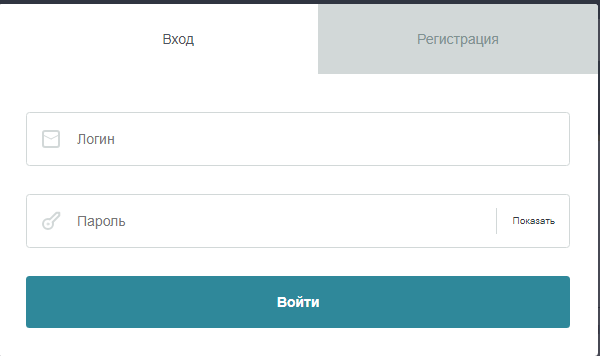 Вход
Регистрация
Логин
Пароль
Показать
Войти